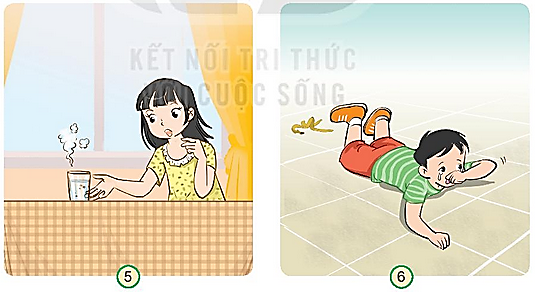 KẾT NỐI TRI THỨC
CUỘC SỐNG
5
6